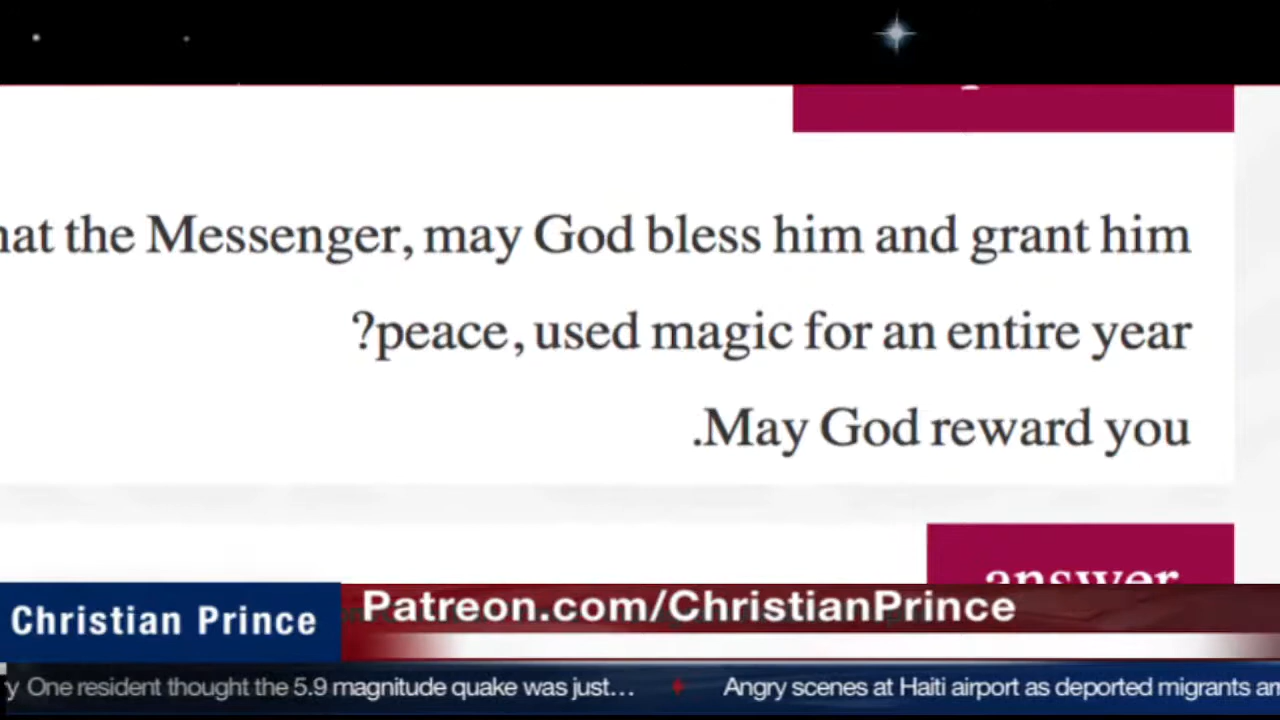 the Messenger, may God bless him and grant him
?peace, used magic for an entire year
.May God reward you
answer
Christian Prince
Patreon.com/ChristianPrince
One resident thought the 5.9 magnitude quake was just... Angry scenes at Haiti airport as deported migrants